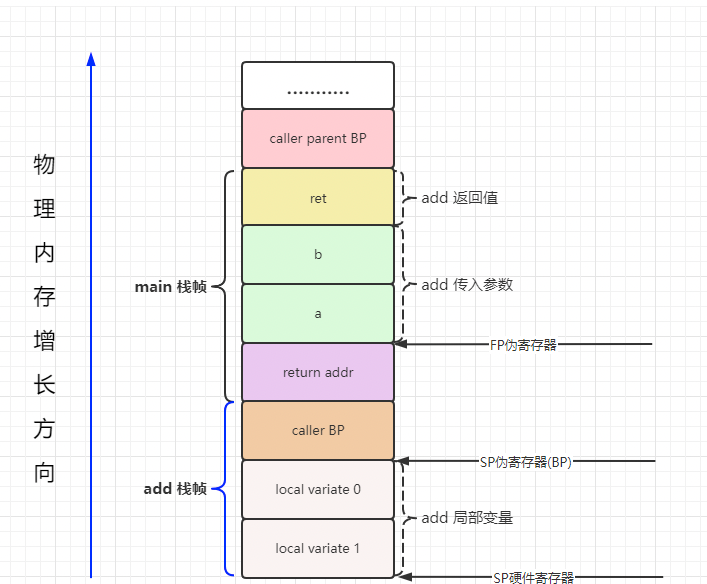 ...........
caller parent BP
物理内存增长方向
ret
add 返回值
b
add 传入参数
main 栈帧
a
FP伪寄存器
return addr
caller BP
SP伪寄存器(BP)
add 栈帧
local variate 0
add 局部变量
local variate 1
SP硬件寄存器